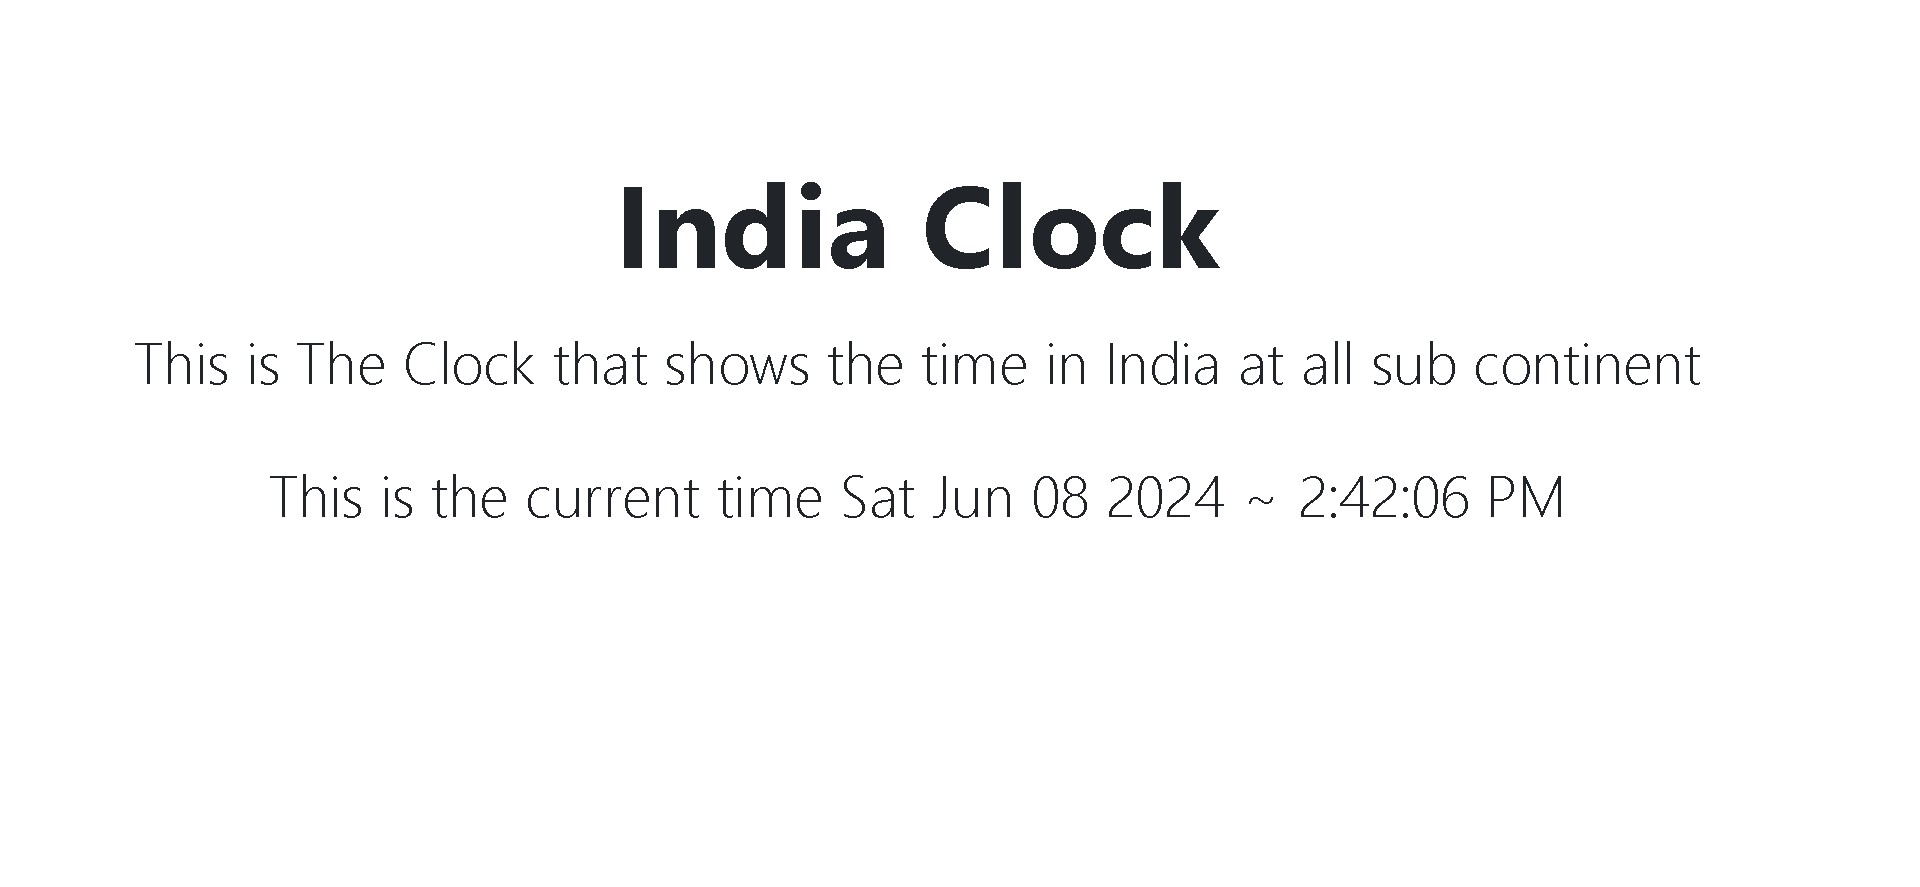 India Clock
This is The Clock that shows the time in India at all sub continent
This is the current time Sat Jun 08 2024 ~ 2:42:06 PM